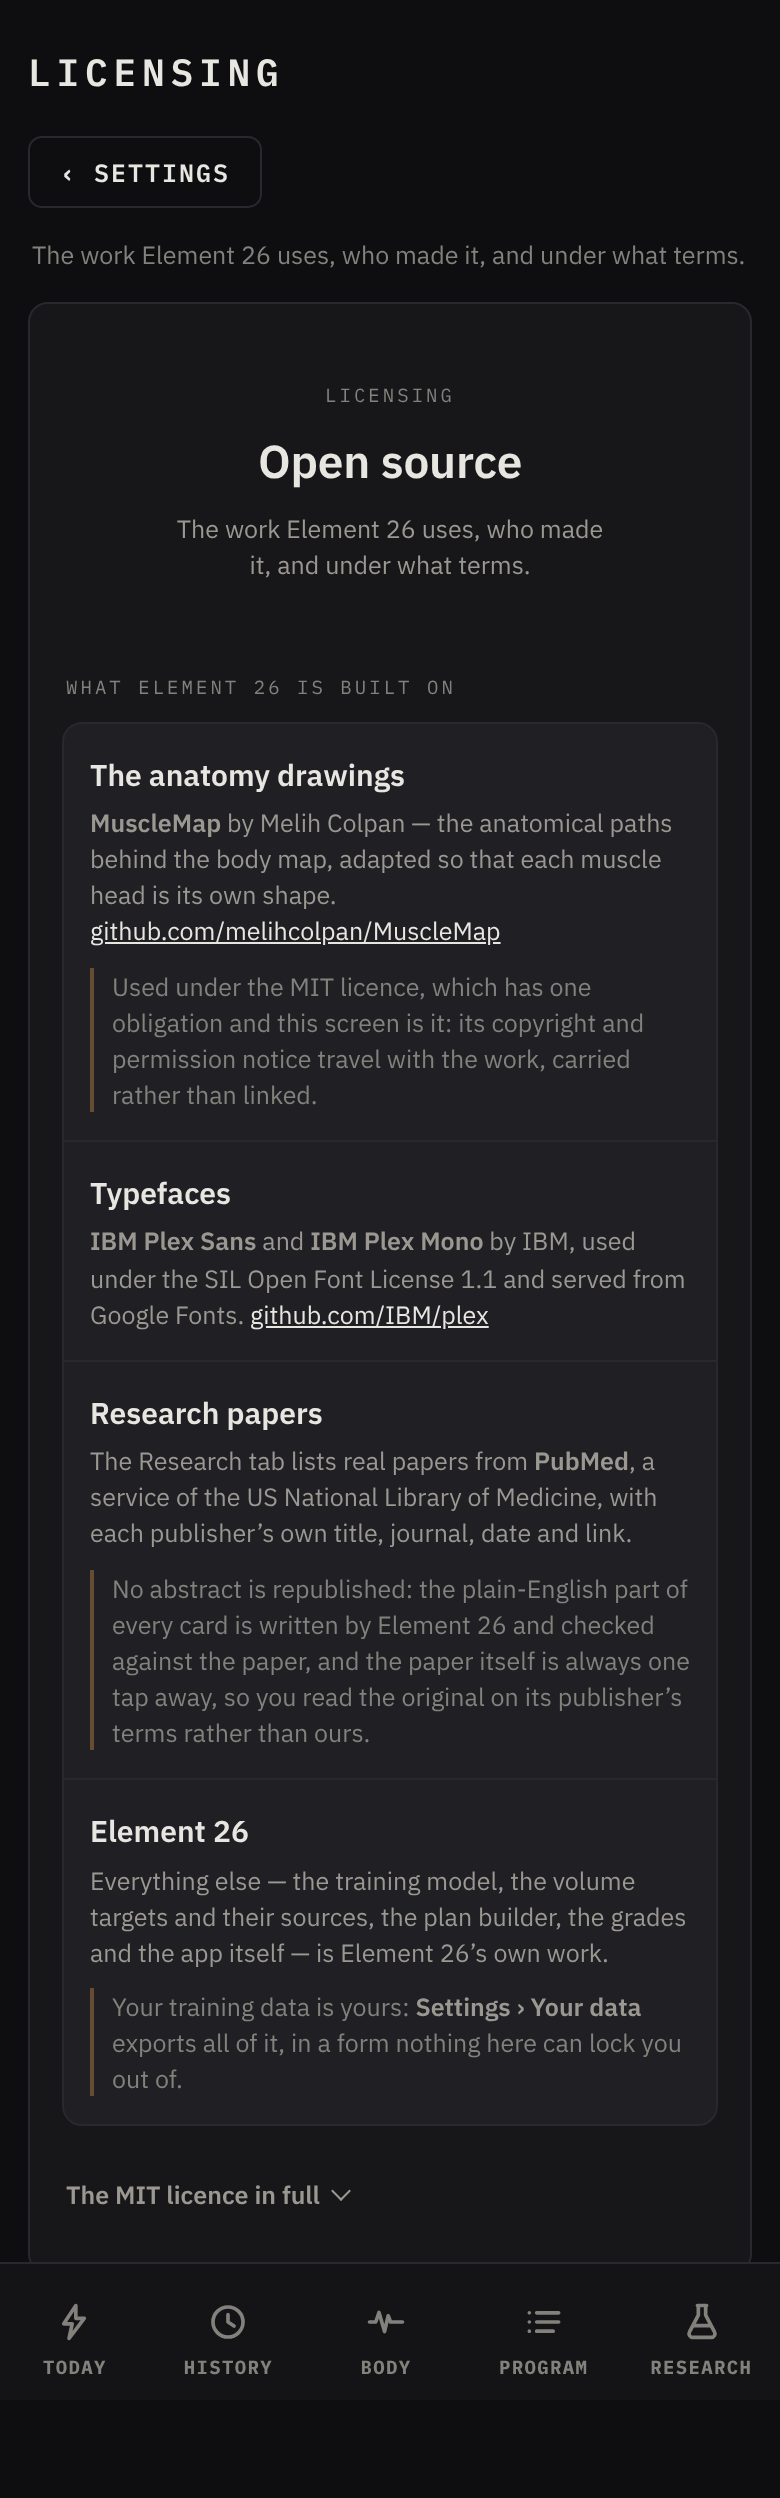 LICENSING
‹ SETTINGS
The work Element 26 uses, who made it, and under what terms.
LICENSING
Open source
The work Element 26 uses, who made
it, and under what terms.
WHAT ELEMENT 26 IS BUILT ON
The anatomy drawings
MuscleMap by Melih Colpan — the anatomical paths
behind the body map, adapted so that each muscle
head is its own shape.
github.com/melihcolpan/MuscleMap
Used under the MIT licence, which has one
obligation and this screen is it: its copyright and
permission notice travel with the work, carried
rather than linked.
Typefaces
IBM Plex Sans and IBM Plex Mono by IBM, used
under the SIL Open Font License 1.1 and served from
Google Fonts. github.com/IBM/plex
Research papers
The Research tab lists real papers from PubMed, a
service of the US National Library of Medicine, with
each publisher’s own title, journal, date and link.
No abstract is republished: the plain-English part of
every card is written by Element 26 and checked
against the paper, and the paper itself is always one
tap away, so you read the original on its publisher’s
terms rather than ours.
Element 26
Everything else — the training model, the volume
targets and their sources, the plan builder, the grades
and the app itself — is Element 26’s own work.
Your training data is yours: Settings › Your data
exports all of it, in a form nothing here can lock you
out of.
The MIT licence in full
TODAY HISTORY BODY PROGRAM RESEARCH